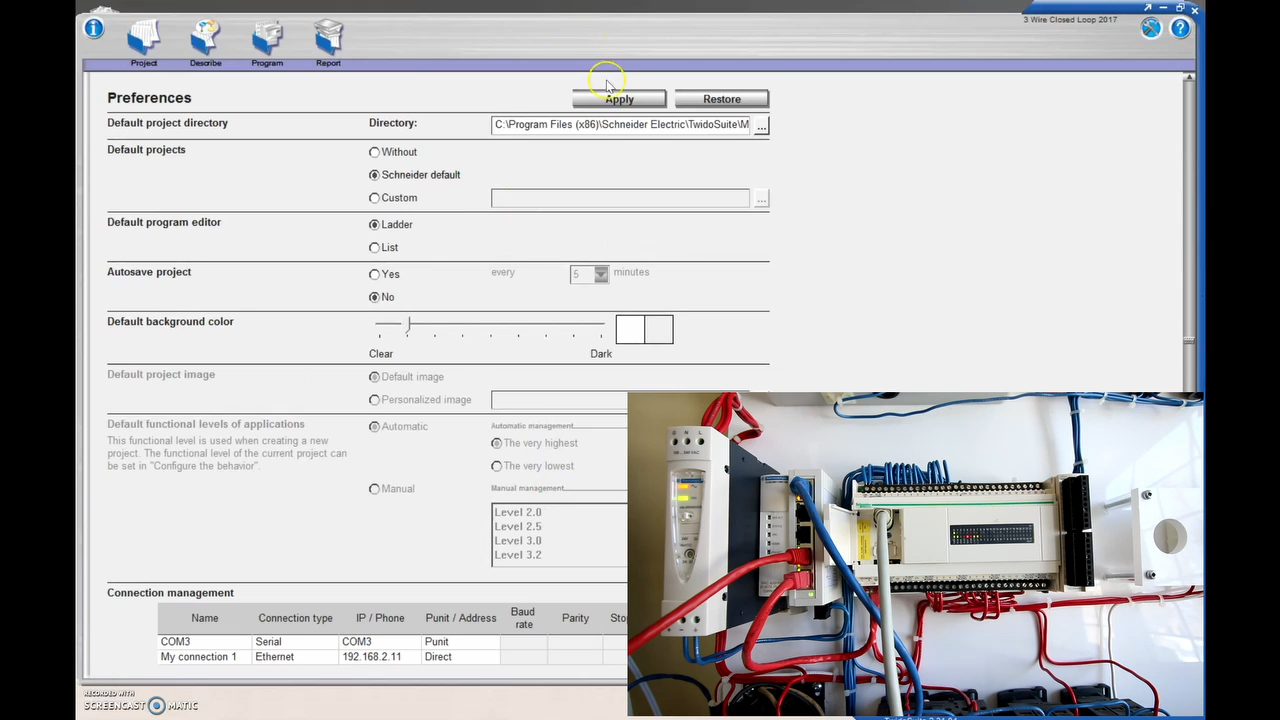 3 Wire Closed Loop 2017
Project Describe Program Report
Preferences Apply Restore
Default project directory Directory: C:\Program Files (x86)\Schneider Electric\TwidoSuite\M ...
Default projects Without
Schneider default
Custom ...
Default program editor Ladder
List
Autosave project Yes every 5 minutes
No
Default background color
Clear Dark
Default project image Default image
Personalized image
Default functional levels of applications Automatic Automatic management
This functional level is used when creating a new
project. The functional level of the current project can
be set in "Configure the behavior".
The very highest
The very lowest
Manual Manual management
Level 2.0
Level 2.5
Level 3.0
Level 3.2
Connection management
Name Connection type IP / Phone Punit / Address Baud rate Parity Stop
COM3 Serial COM3 Punit
My connection 1 Ethernet 192.168.2.11 Direct
RECORDED WITH
SCREENCAST MATIC